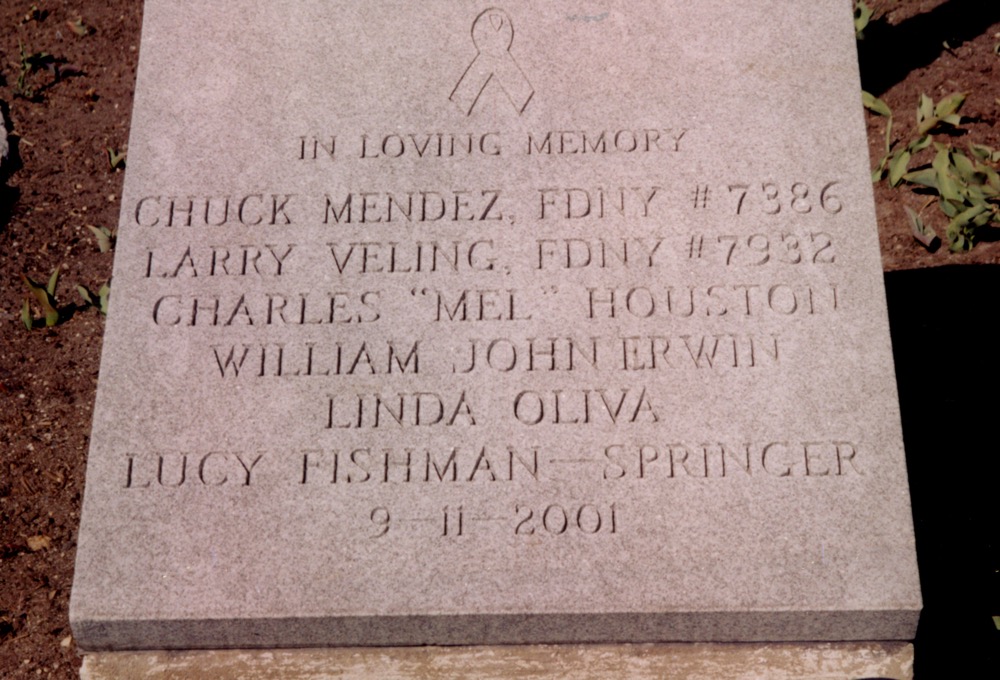 IN LOVING MEMORY
CHUCK MENDEZ, FDNY #7386
LARRY VELING, FDNY #7932
CHARLES "MEL" HOUSTON
WILLIAM JOHN ERWIN
LINDA OLIVA
LUCY FISHMAN-SPRINGER
9-11-2001